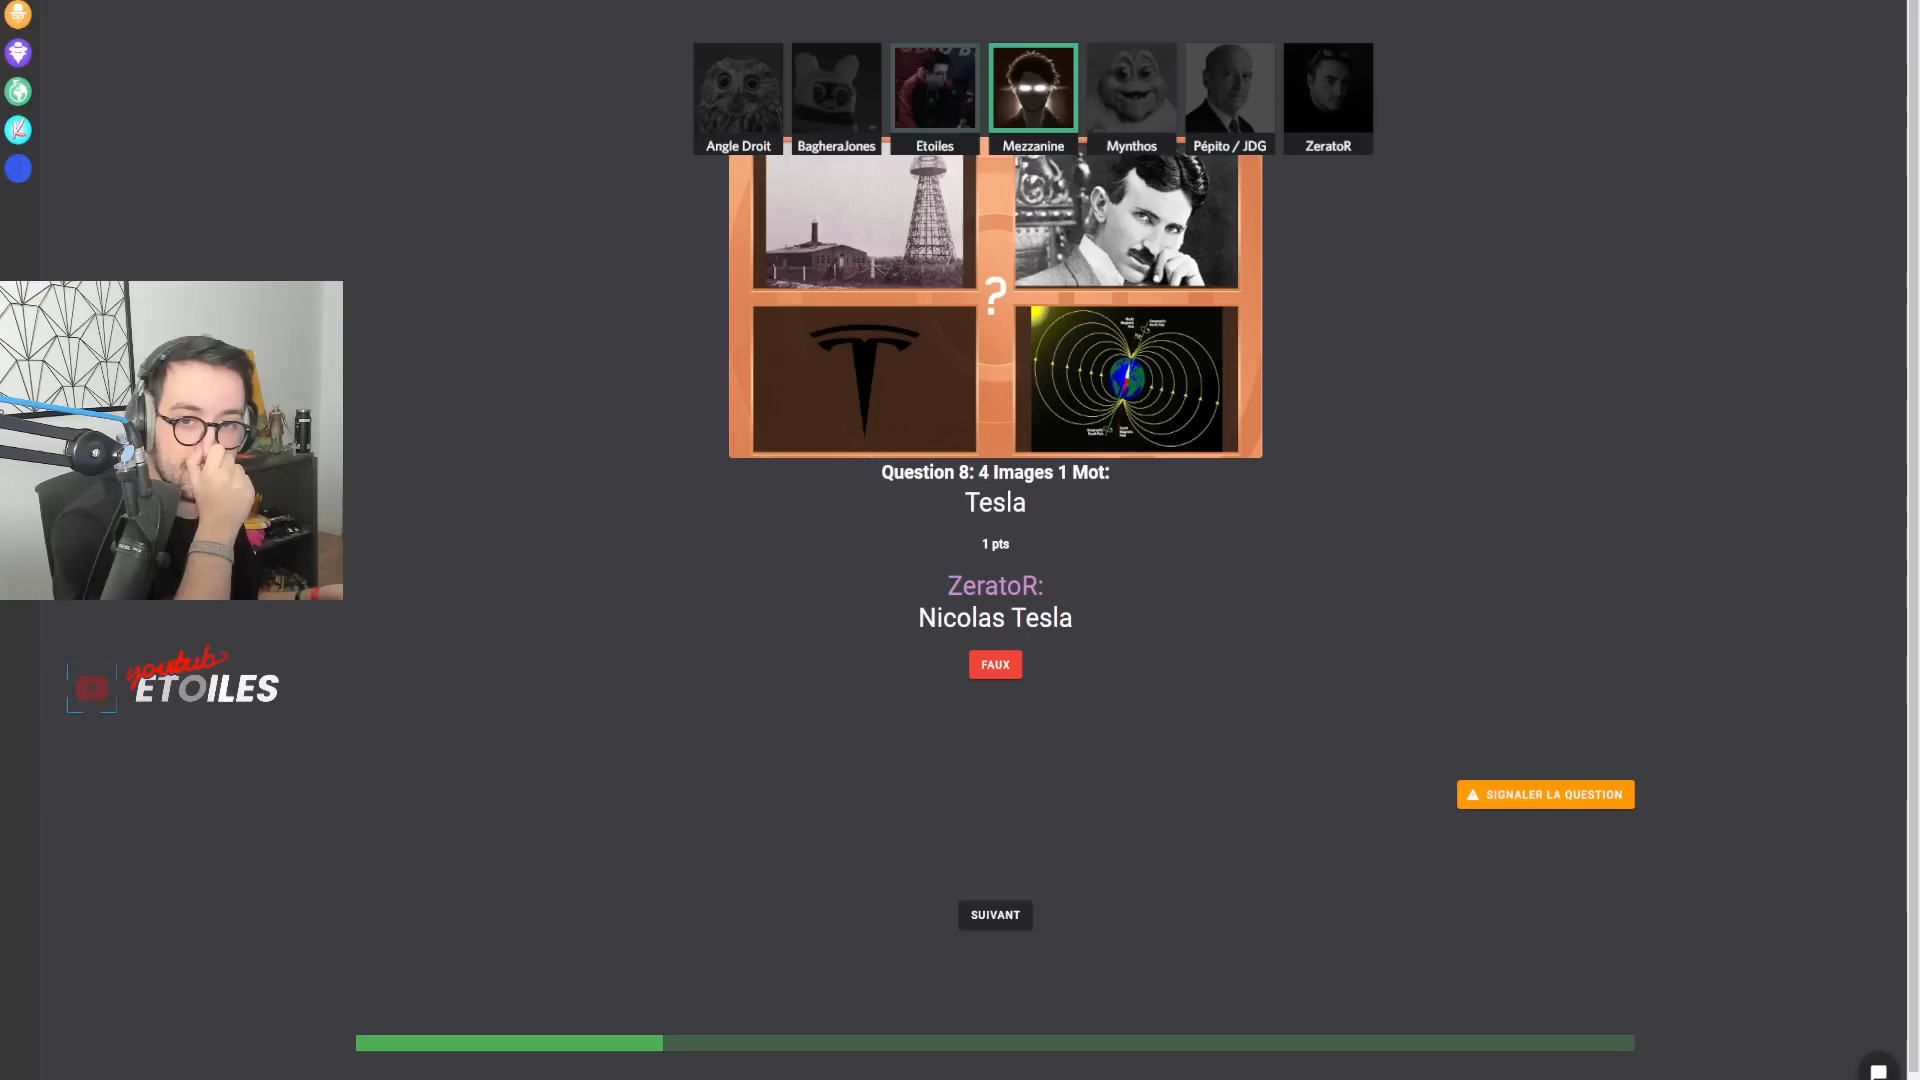 Angle Droit
BagheraJones
Etoiles
Mezzanine
Mynthos
Pépito / JDG
ZeratoR
?
Question 8: 4 Images 1 Mot:
Tesla
1 pts
ZeratoR:
Nicolas Tesla
FAUX
youtube
ETOILES
SIGNALER LA QUESTION
SUIVANT